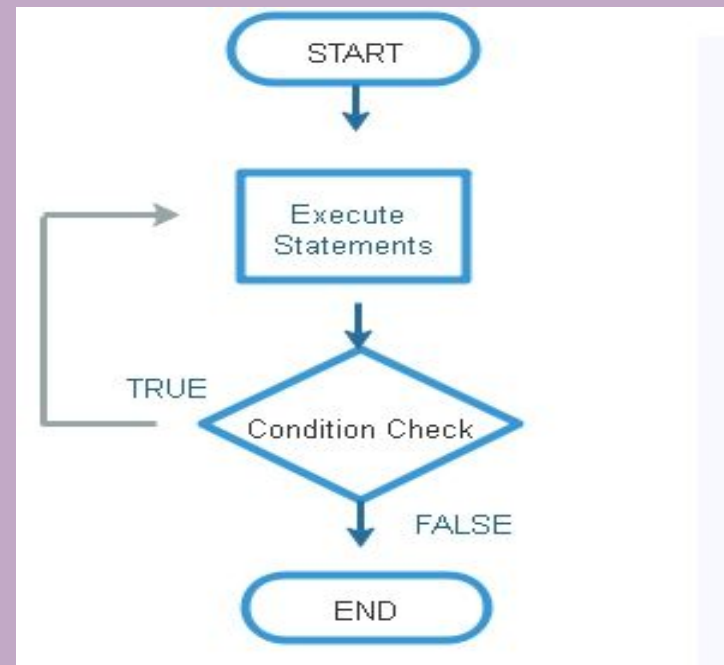 START
Execute
Statements
TRUE
Condition Check
FALSE
END